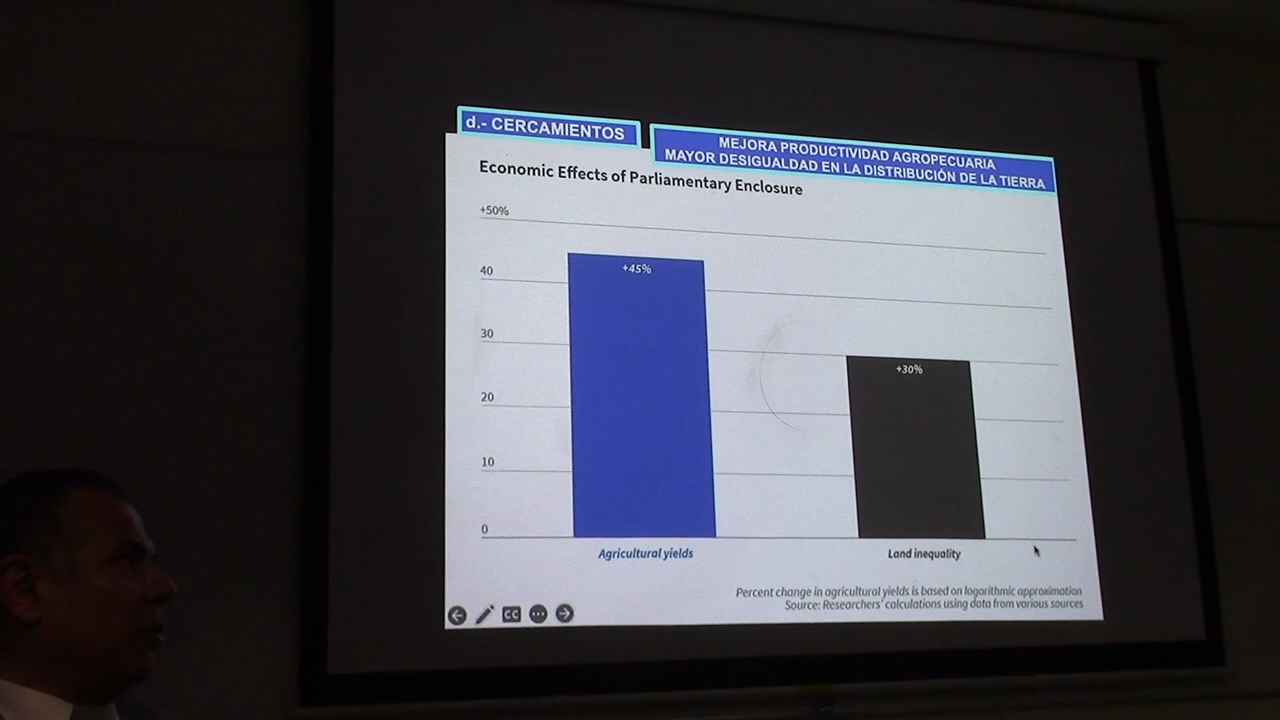 d.- CERCAMIENTOS
MEJORA PRODUCTIVIDAD AGROPECUARIA
MAYOR DESIGUALDAD EN LA DISTRIBUCIÓN DE LA TIERRA
Economic Effects of Parliamentary Enclosure
+50%
40
30
20
10
0
+45%
+30%
Agricultural yields
Land inequality
Percent change in agricultural yields is based on logarithmic approximation
Source: Researchers' calculations using data from various sources
CC